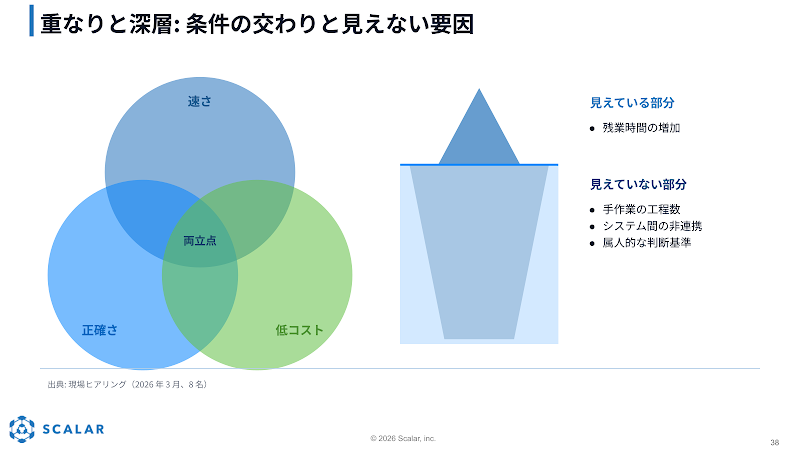 重なりと深層: 条件の交わりと見えない要因
速さ
両立点
正確さ
低コスト
見えている部分
● 残業時間の増加
見えていない部分
● 手作業の工程数
● システム間の非連携
● 属人的な判断基準
出典: 現場ヒアリング（2026 年 3 月、8 名）
SCALAR
© 2026 Scalar, inc.
38